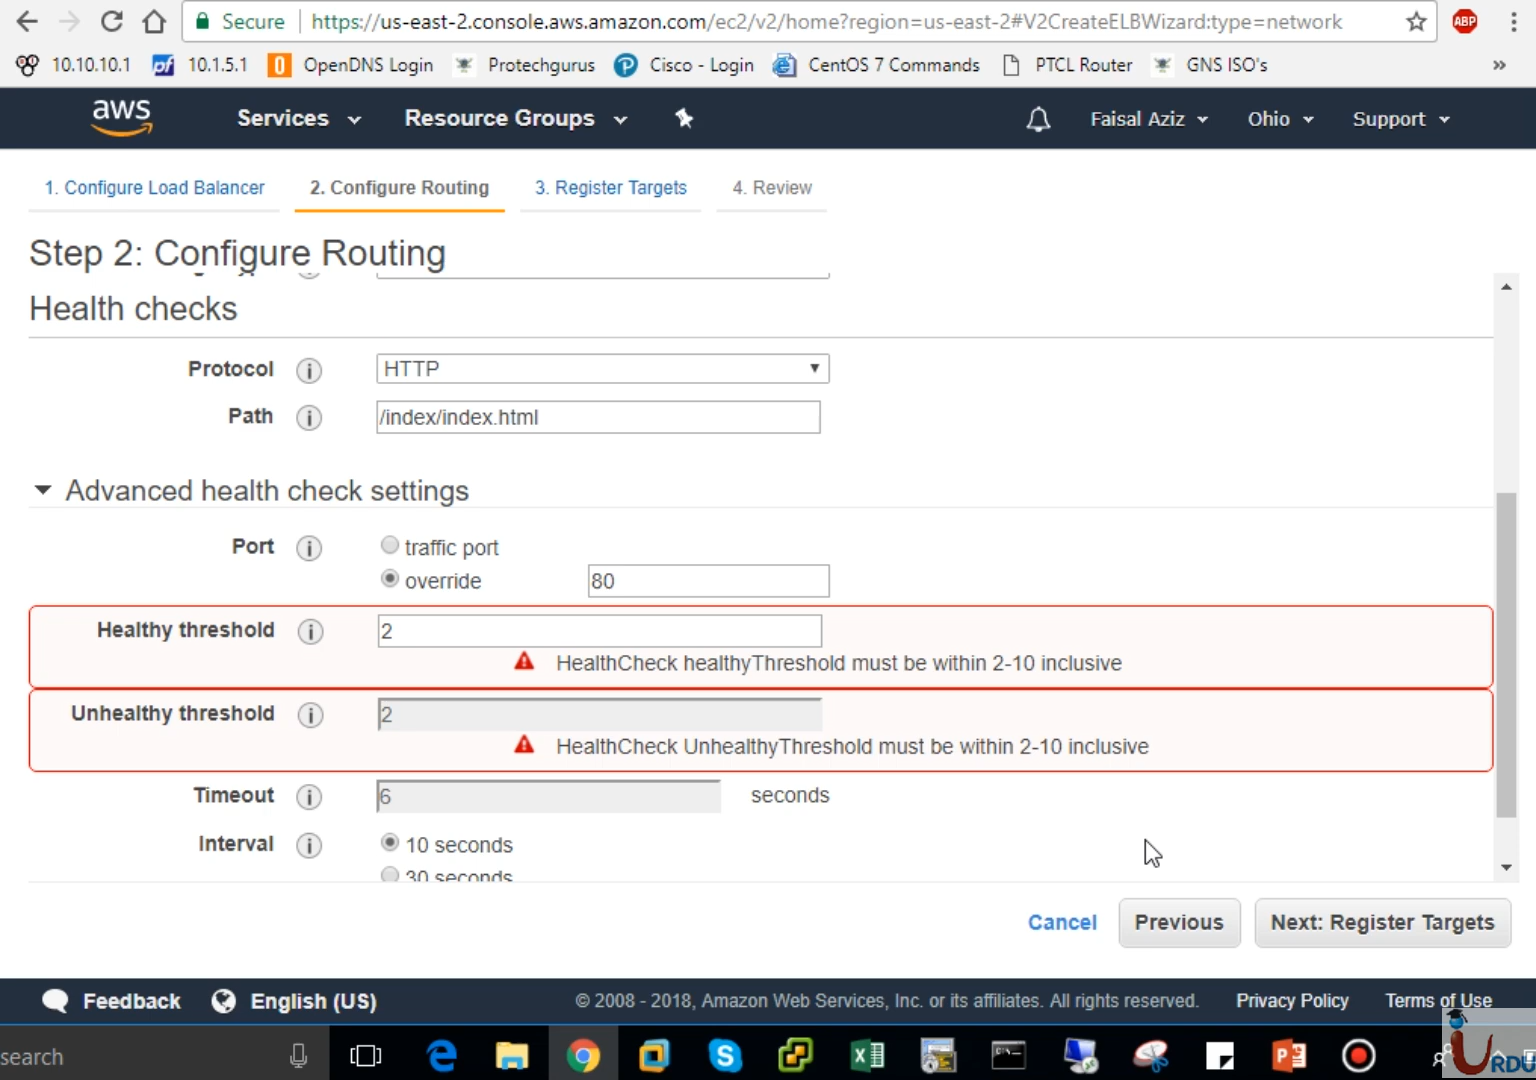 Secure https://us-east-2.console.aws.amazon.com/ec2/v2/home?region=us-east-2#V2CreateELBWizard:type=network ABP
10.10.10.1 pf 10.1.5.1 OpenDNS Login Protechgurus Cisco - Login CentOS 7 Commands PTCL Router GNS ISO's »
aws Services Resource Groups Faisal Aziz Ohio Support
1. Configure Load Balancer 2. Configure Routing 3. Register Targets 4. Review
Step 2: Configure Routing
Health checks
Protocol i HTTP
Path i /index/index.html
Advanced health check settings
Port i traffic port
override 80
Healthy threshold i 2
HealthCheck healthyThreshold must be within 2-10 inclusive
Unhealthy threshold i 2
HealthCheck UnhealthyThreshold must be within 2-10 inclusive
Timeout i 6 seconds
Interval i 10 seconds
30 seconds
Cancel Previous Next: Register Targets
Feedback English (US) © 2008 - 2018, Amazon Web Services, Inc. or its affiliates. All rights reserved. Privacy Policy Terms of Use
search
URDU